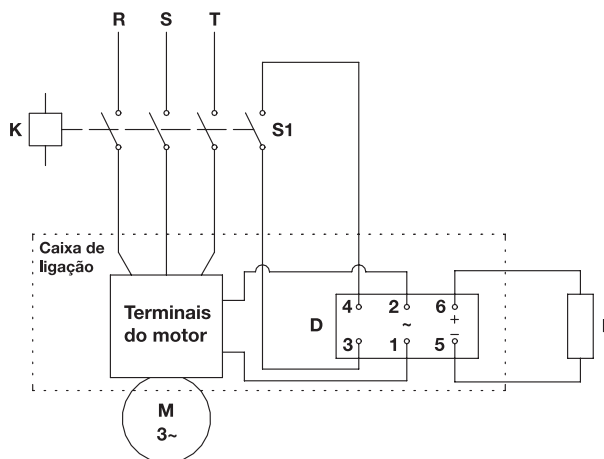 R S T
K
S1
Caixa de
ligação
Terminais
do motor
D
4 2 6
~ +
–
3 1 5
M
3~